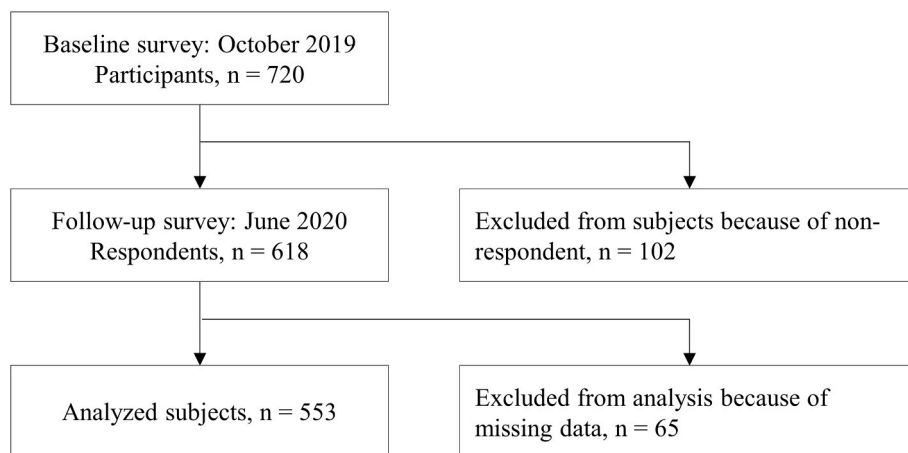 Baseline survey: October 2019
Participants, n = 720
Follow-up survey: June 2020
Respondents, n = 618
Excluded from subjects because of non-
respondent, n = 102
Analyzed subjects, n = 553
Excluded from analysis because of
missing data, n = 65